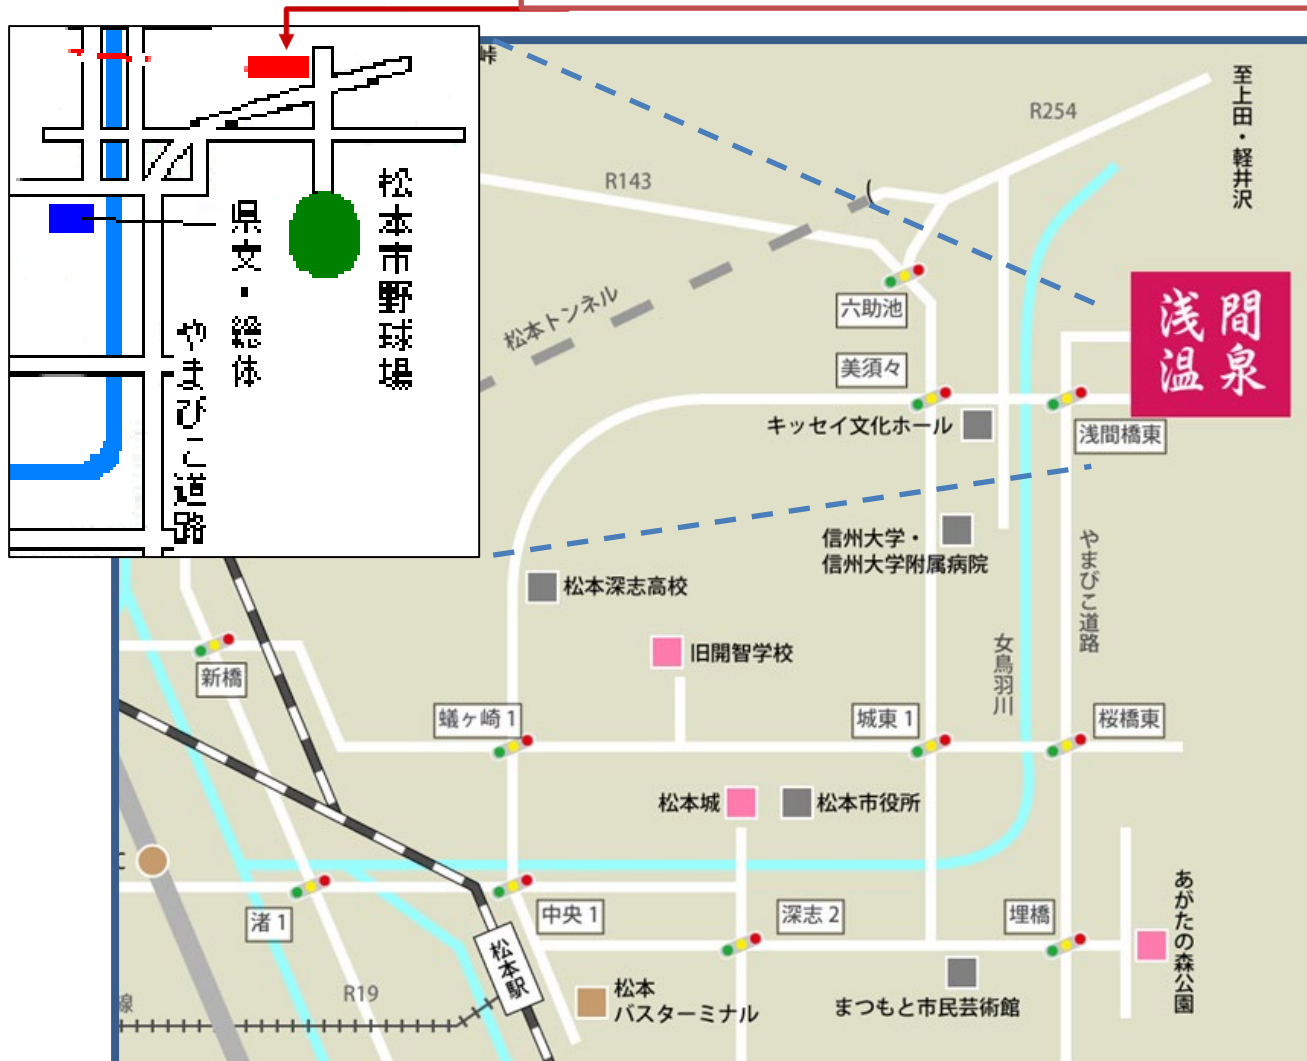 峠
至上田・軽井沢
R254
R143
松本市野球場
県文・総体
やまびこ道路
浅間
温泉
六助池
松本トンネル
美須々
キッセイ文化ホール
浅間橋東
信州大学・
信州大学附属病院
やまびこ道路
松本深志高校
女鳥羽川
旧開智学校
新橋
蟻ヶ崎1
城東1
桜橋東
松本城
松本市役所
あがたの森公園
渚1
中央1
深志2
埋橋
松本駅
R19
線
松本
バスターミナル
まつもと市民芸術館